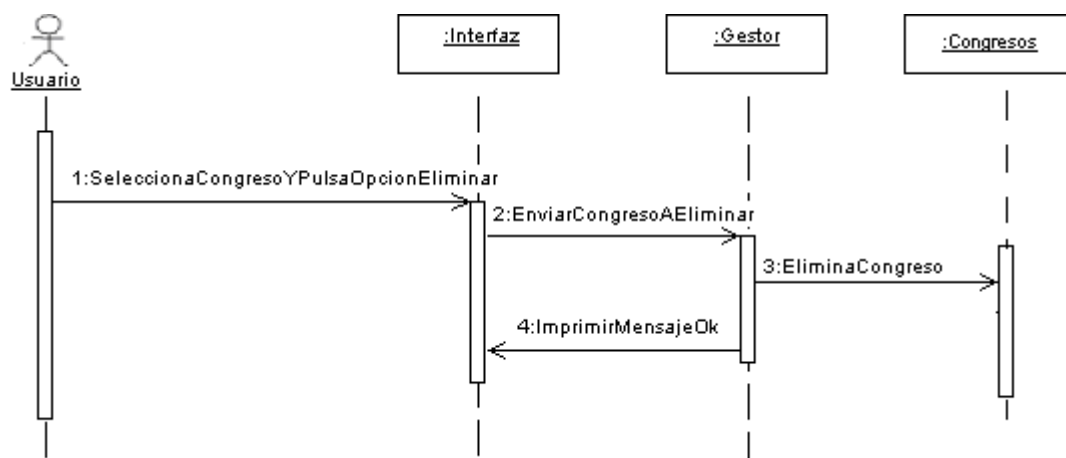 Usuario
:Interfaz
:Gestor
:Congresos
1:SeleccionaCongresoYPulsaOpcionEliminar
2:EnviarCongresoAEliminar
3:EliminaCongreso
4:ImprimirMensajeOk